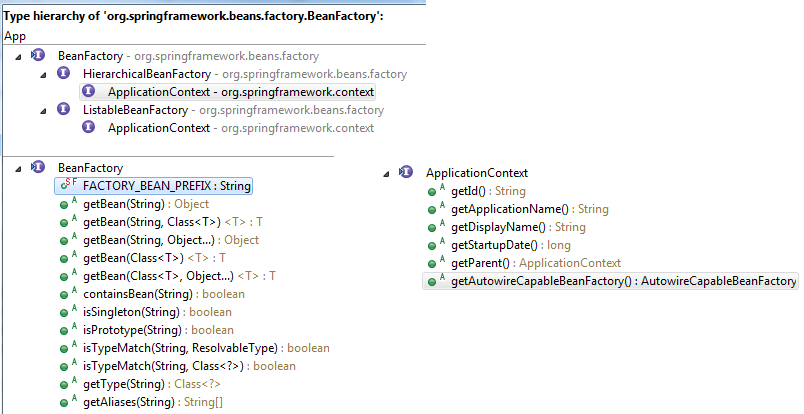 Type hierarchy of 'org.springframework.beans.factory.BeanFactory':
App
BeanFactory - org.springframework.beans.factory
HierarchicalBeanFactory - org.springframework.beans.factory
ApplicationContext - org.springframework.context
ListableBeanFactory - org.springframework.beans.factory
ApplicationContext - org.springframework.context
BeanFactory
S F FACTORY_BEAN_PREFIX : String
A getBean(String) : Object
A getBean(String, Class<T>) <T> : T
A getBean(String, Object...) : Object
A getBean(Class<T>) <T> : T
A getBean(Class<T>, Object...) <T> : T
A containsBean(String) : boolean
A isSingleton(String) : boolean
A isPrototype(String) : boolean
A isTypeMatch(String, ResolvableType) : boolean
A isTypeMatch(String, Class<?>) : boolean
A getType(String) : Class<?>
A getAliases(String) : String[]
ApplicationContext
A getId() : String
A getApplicationName() : String
A getDisplayName() : String
A getStartupDate() : long
A getParent() : ApplicationContext
A getAutowireCapableBeanFactory() : AutowireCapableBeanFactory